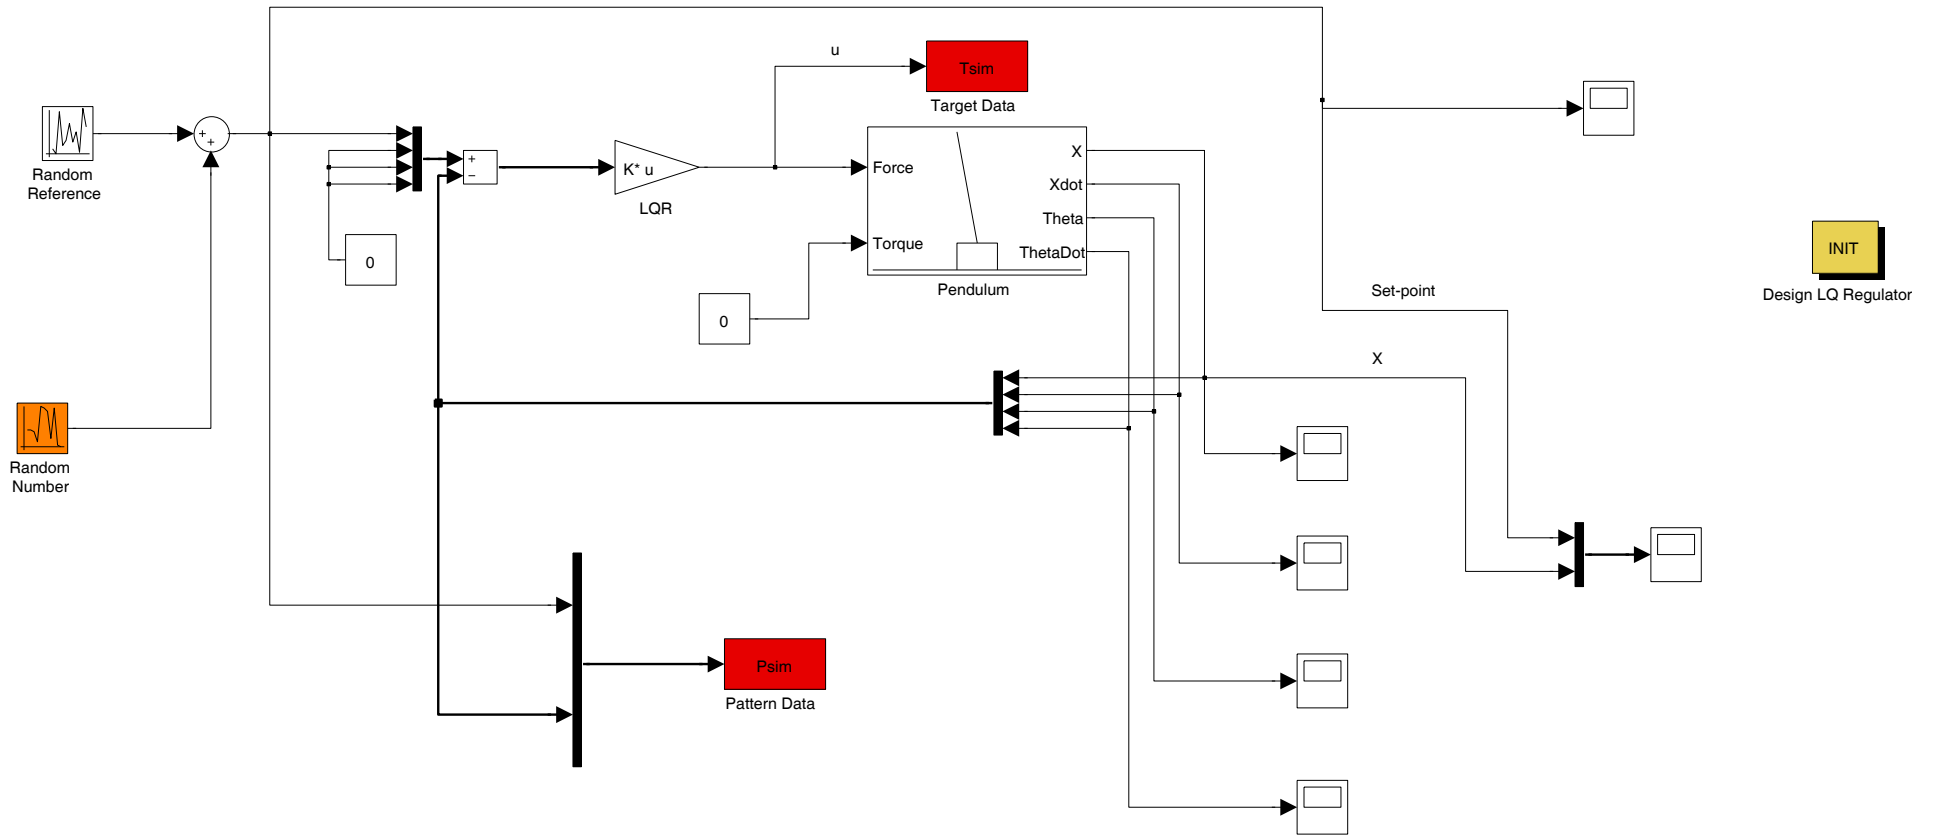 u
Tsim
Target Data
Random
Reference
+
+
+
−
K* u
LQR
Force
Torque
X
Xdot
Theta
ThetaDot
Pendulum
0
0
INIT
Design LQ Regulator
Set-point
X
Random
Number
Psim
Pattern Data